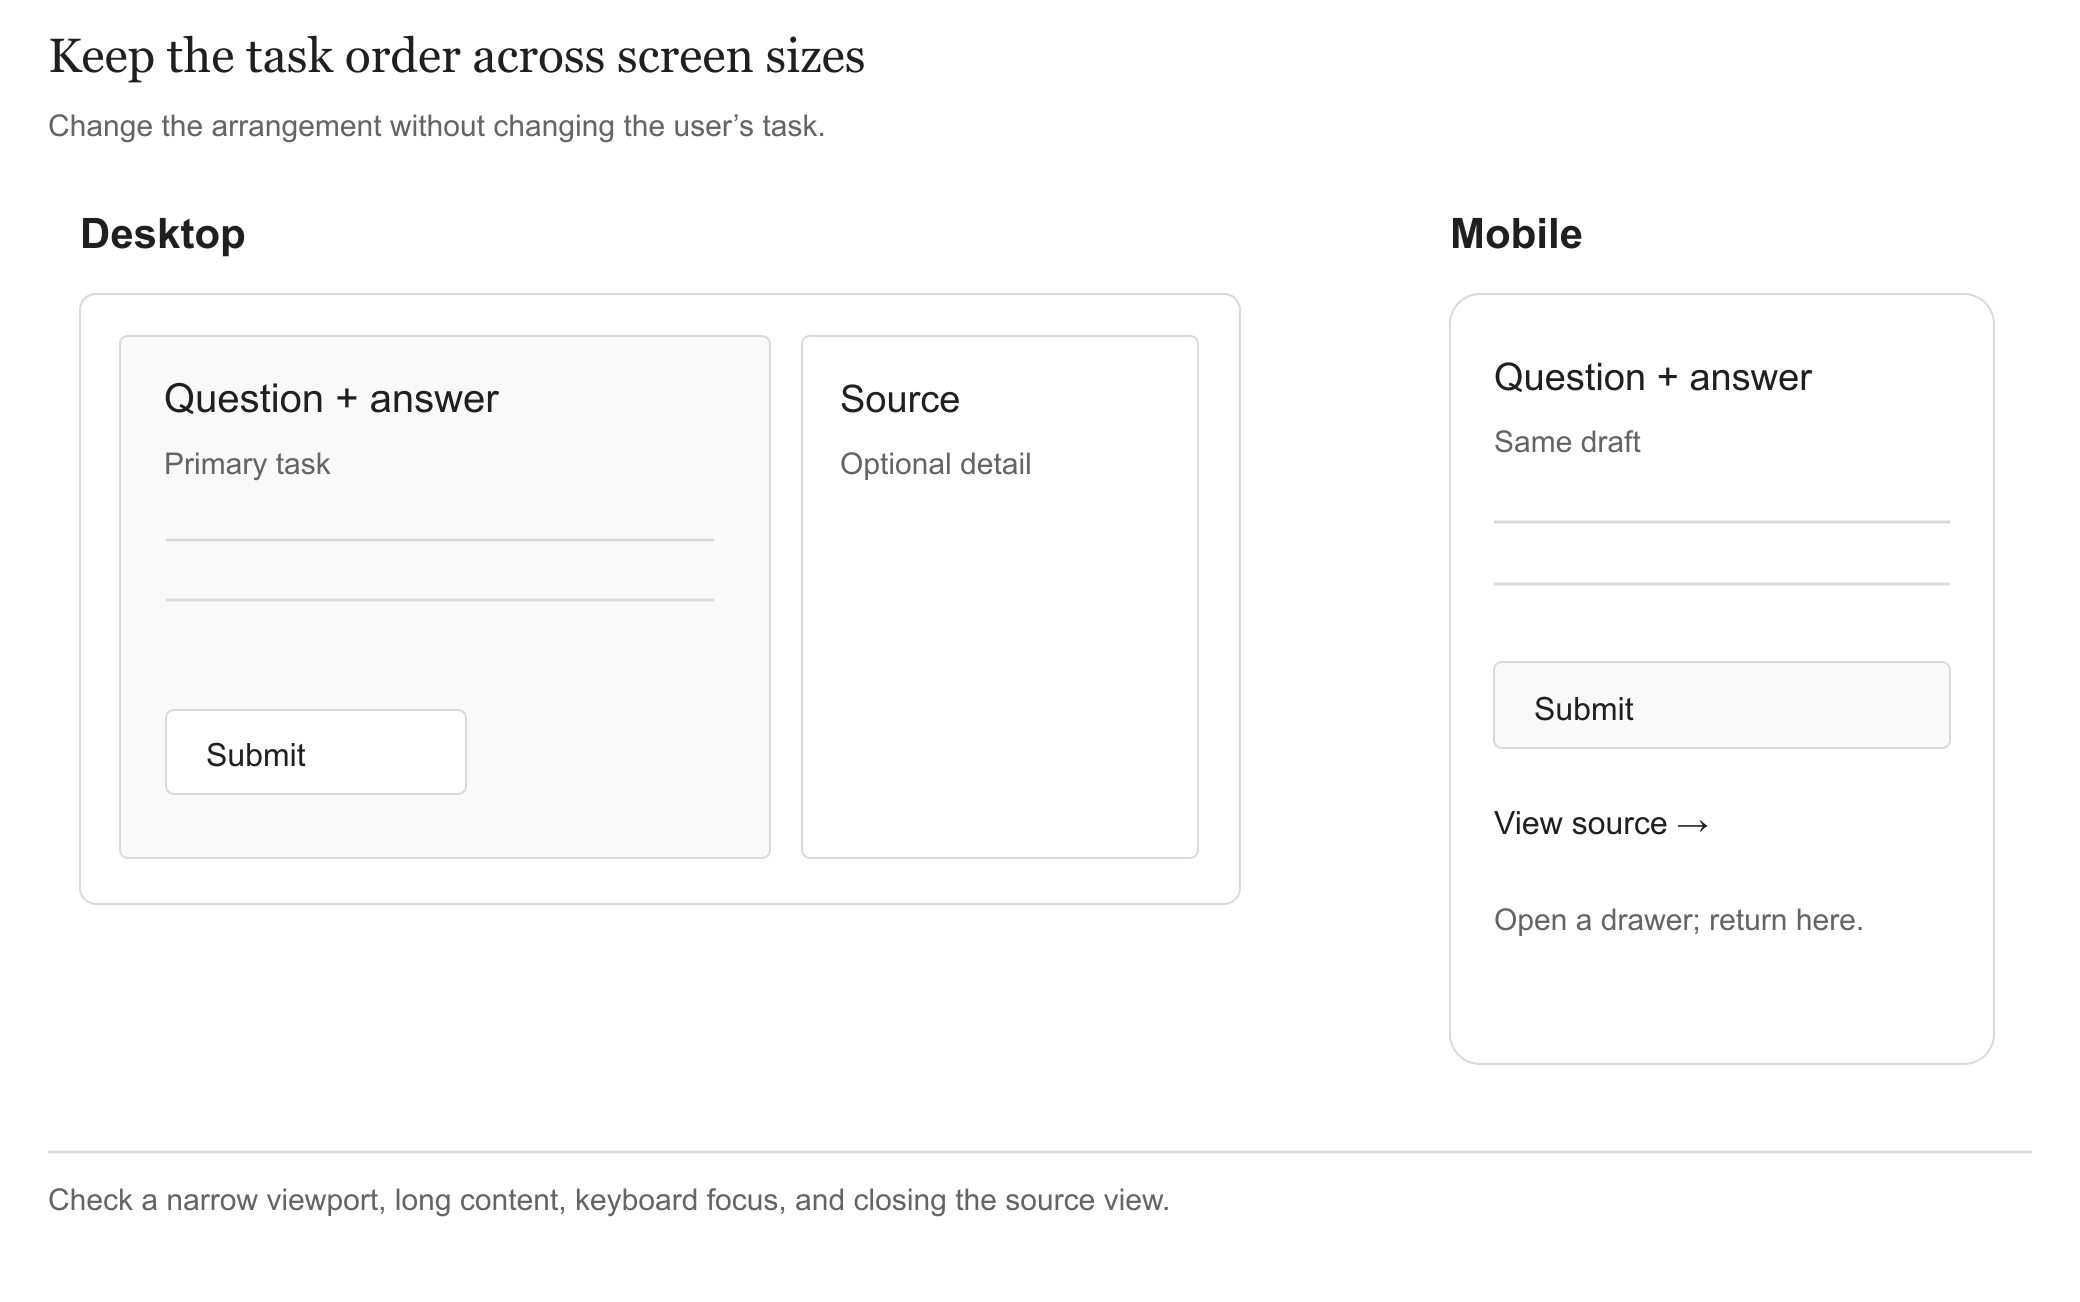 Keep the task order across screen sizes
Change the arrangement without changing the user’s task.
Desktop
Question + answer
Primary task
Submit
Source
Optional detail
Mobile
Question + answer
Same draft
Submit
View source →
Open a drawer; return here.
Check a narrow viewport, long content, keyboard focus, and closing the source view.